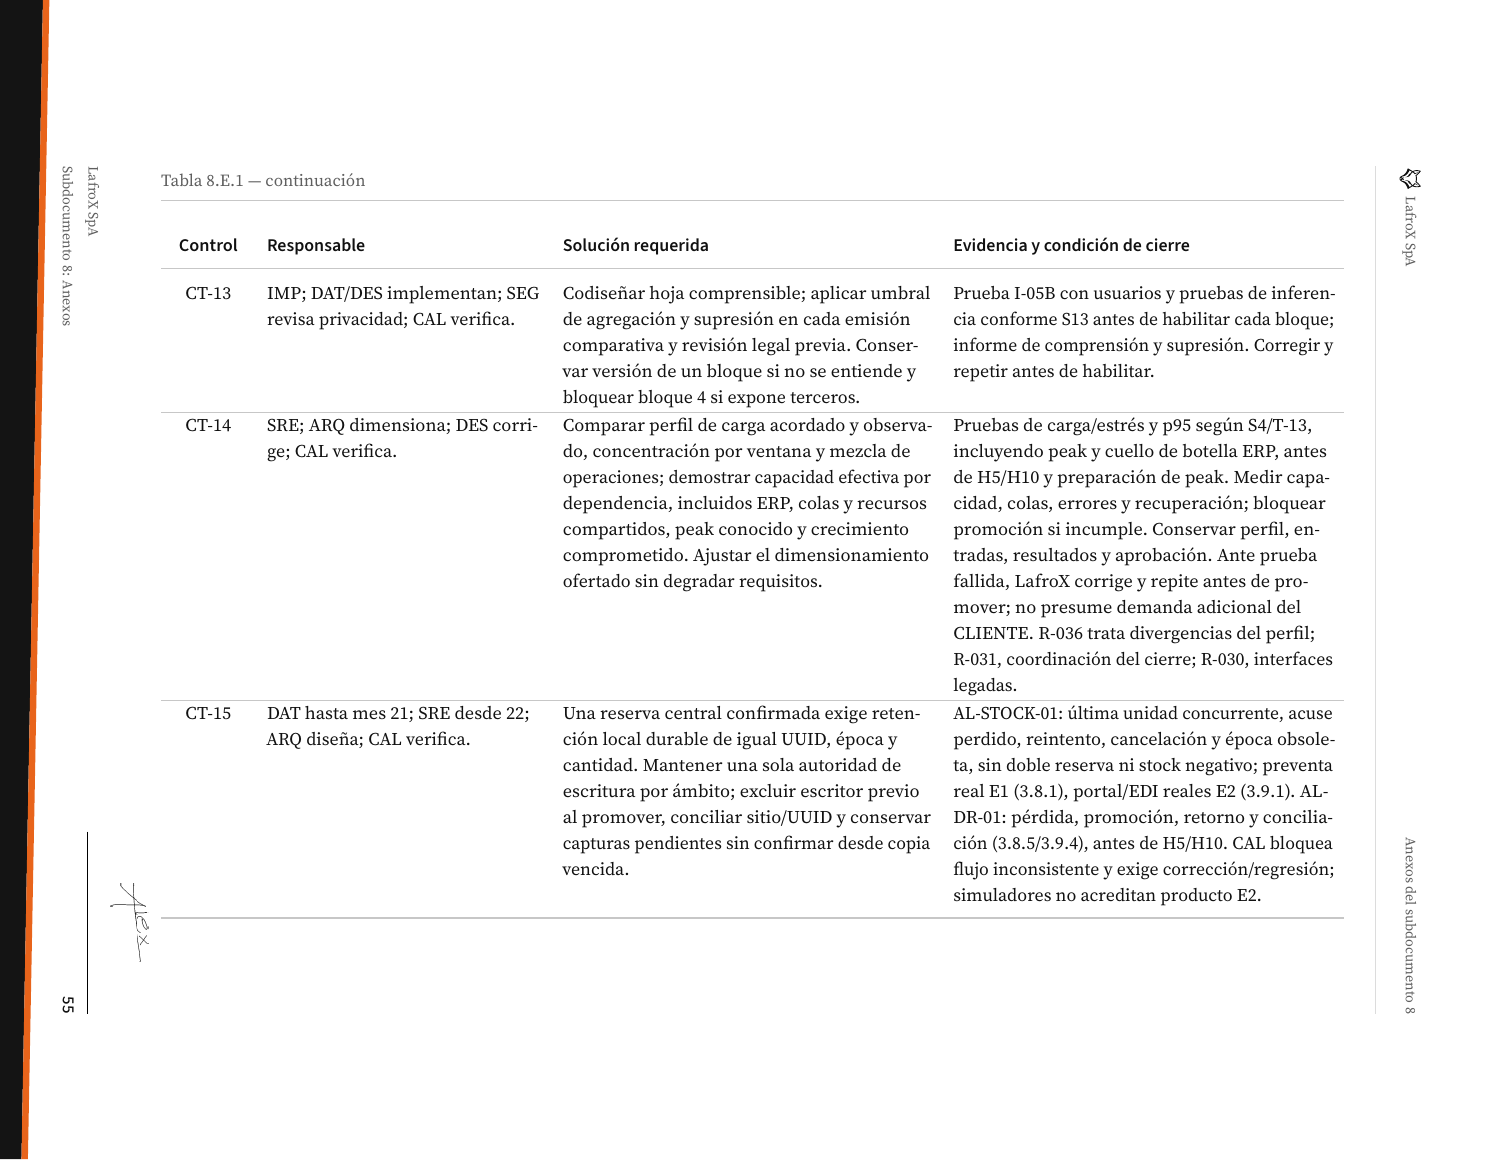 LafroX SpA
Subdocumento 8: Anexos
Tabla 8.E.1 — continuación
Control Responsable Solución requerida Evidencia y condición de cierre
CT-13
IMP; DAT/DES implementan; SEG
revisa privacidad; CAL verifica.
Codiseñar hoja comprensible; aplicar umbral
de agregación y supresión en cada emisión
comparativa y revisión legal previa. Conser-
var versión de un bloque si no se entiende y
bloquear bloque 4 si expone terceros.
Prueba I-05B con usuarios y pruebas de inferen-
cia conforme S13 antes de habilitar cada bloque;
informe de comprensión y supresión. Corregir y
repetir antes de habilitar.
CT-14
SRE; ARQ dimensiona; DES corri-
ge; CAL verifica.
Comparar perfil de carga acordado y observa-
do, concentración por ventana y mezcla de
operaciones; demostrar capacidad efectiva por
dependencia, incluidos ERP, colas y recursos
compartidos, peak conocido y crecimiento
comprometido. Ajustar el dimensionamiento
ofertado sin degradar requisitos.
Pruebas de carga/estrés y p95 según S4/T-13,
incluyendo peak y cuello de botella ERP, antes
de H5/H10 y preparación de peak. Medir capa-
cidad, colas, errores y recuperación; bloquear
promoción si incumple. Conservar perfil, en-
tradas, resultados y aprobación. Ante prueba
fallida, LafroX corrige y repite antes de pro-
mover; no presume demanda adicional del
CLIENTE. R-036 trata divergencias del perfil;
R-031, coordinación del cierre; R-030, interfaces
legadas.
CT-15
DAT hasta mes 21; SRE desde 22;
ARQ diseña; CAL verifica.
Una reserva central confirmada exige reten-
ción local durable de igual UUID, época y
cantidad. Mantener una sola autoridad de
escritura por ámbito; excluir escritor previo
al promover, conciliar sitio/UUID y conservar
capturas pendientes sin confirmar desde copia
vencida.
AL-STOCK-01: última unidad concurrente, acuse
perdido, reintento, cancelación y época obsole-
ta, sin doble reserva ni stock negativo; preventa
real E1 (3.8.1), portal/EDI reales E2 (3.9.1). AL-
DR-01: pérdida, promoción, retorno y concilia-
ción (3.8.5/3.9.4), antes de H5/H10. CAL bloquea
flujo inconsistente y exige corrección/regresión;
simuladores no acreditan producto E2.
Alex
55
LafroX SpA
Anexos del subdocumento 8